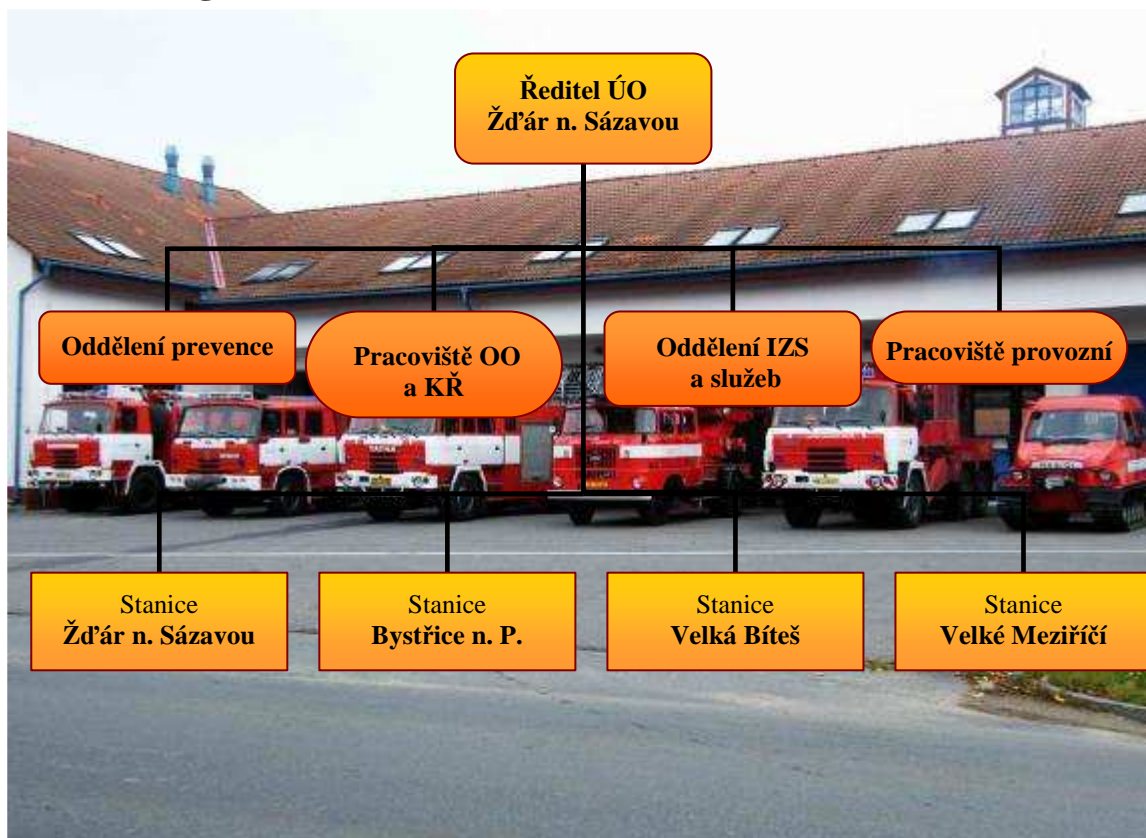 Ředitel ÚO
Žďár n. Sázavou
Oddělení prevence
Pracoviště OO
a KŘ
Oddělení IZS
a služeb
Pracoviště provozní
Stanice
Žďár n. Sázavou
Stanice
Bystřice n. P.
Stanice
Velká Bíteš
Stanice
Velké Meziříčí